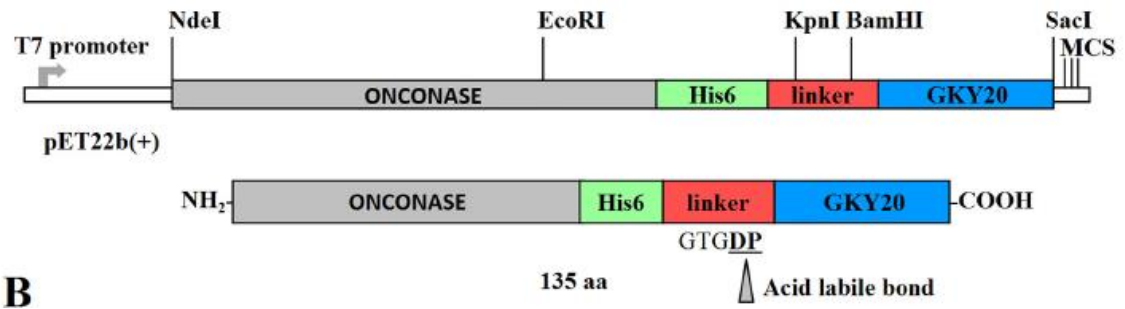 NdeI EcoRI KpnI BamHI SacI
T7 promoter MCS
ONCONASE His6 linker GKY20
pET22b(+)
NH2- ONCONASE His6 linker GKY20 -COOH
GTGDP
B 135 aa Acid labile bond